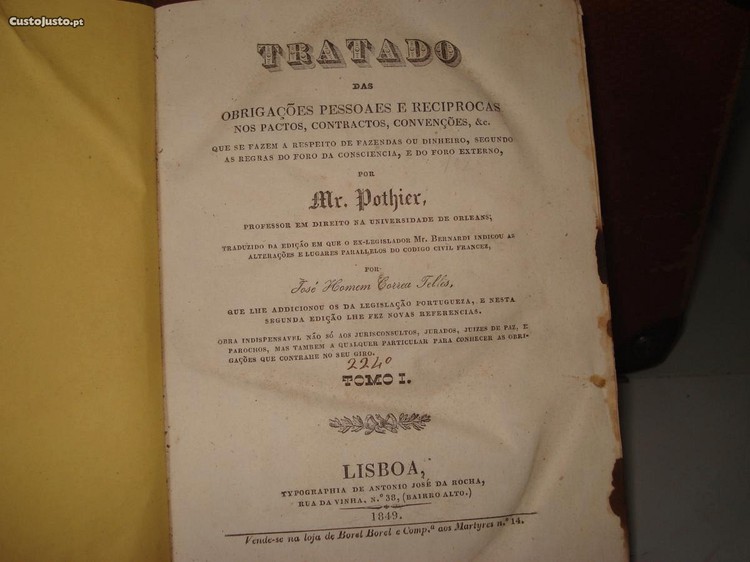 CustoJusto.pt
TRATADO
DAS
OBRIGAÇÕES PESSOAES E RECIPROCAS
NOS PACTOS, CONTRACTOS, CONVENÇÕES, &c.
QUE SE FAZEM A RESPEITO DE FAZENDAS OU DINHEIRO, SEGUNDO
AS REGRAS DO FORO DA CONSCIENCIA, E DO FORO EXTERNO,
POR
Mr. Pothier,
PROFESSOR EM DIREITO NA UNIVERSIDADE DE ORLEANS;
TRADUZIDO DA EDIÇÃO EM QUE O EX-LEGISLADOR Mr. BERNARDI INDICOU AS
ALTERAÇÕES E LUGARES PARALLELOS DO CODIGO CIVIL FRANCEZ,
POR
José Homem Correa Telles,
QUE LHE ADDICIONOU OS DA LEGISLAÇÃO PORTUGUEZA, E NESTA
SEGUNDA EDIÇÃO LHE FEZ NOVAS REFERENCIAS.
OBRA INDISPENSAVEL NÃO SÓ AOS JURISCONSULTOS, JURADOS, JUIZES DE PAZ, E
PAROCHOS, MAS TAMBEM A QUALQUER PARTICULAR PARA CONHECER AS OBRI-
GAÇÕES QUE CONTRAHE NO SEU GIRO.
224º
TOMO I.
LISBOA,
TYPOGRAPHIA DE ANTONIO JOSÉ DA ROCHA,
RUA DA VINHA, N.º 38, (BAIRRO ALTO.)
1849.
Vende-se na loja de Borel Borel e Comp.ª aos Martyres n.º 14.